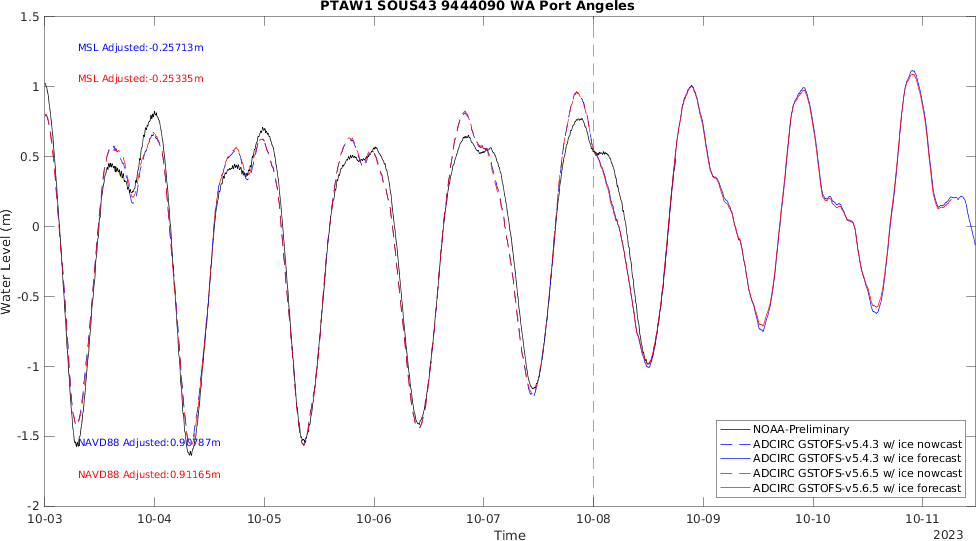 PTAW1 SOUS43 9444090 WA Port Angeles
1.5
MSL Adjusted:-0.25713
MSL Adjusted:-0.25335
1
0.5
0
-0.5
-1
-1.5
-2
Water Level (m)
NAVD88 Adjusted:0.90787m
NAVD88 Adjusted:0.91165m
NOAA-Preliminary
ADCIRC GSTOFS-v5.4.3 w/ ice nowcast
ADCIRC GSTOFS-v5.4.3 w/ ice forecast
ADCIRC GSTOFS-v5.6.5 w/ ice nowcast
ADCIRC GSTOFS-v5.6.5 w/ ice forecast
10-03 10-04 10-05 10-06 10-07 10-08 10-09 10-10 10-11
Time
2023